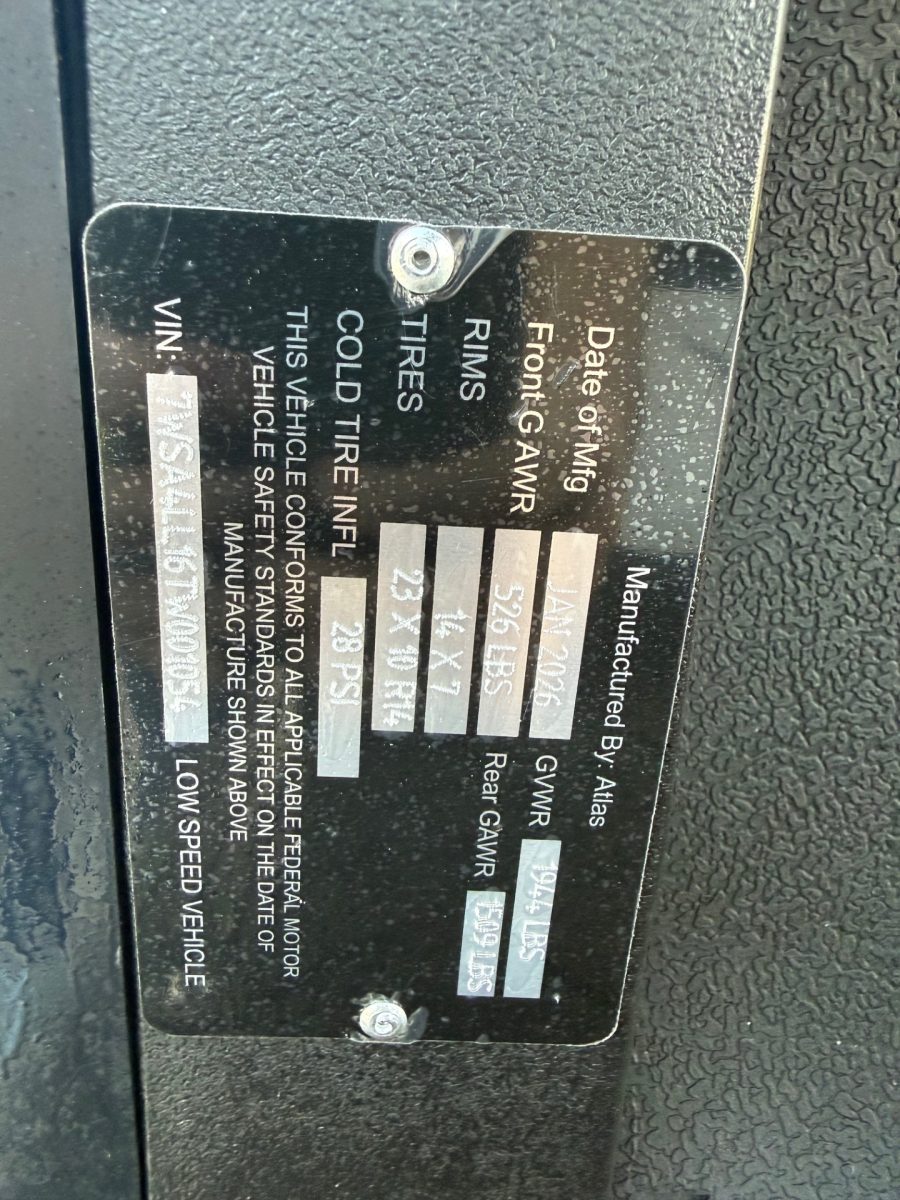 Manufactured By: Atlas
Date of Mfg JAN 2026 GVWR 1944 LBS
Front G AWR 526 LBS Rear GAWR 1509 LBS
RIMS 14 X 7
TIRES 23 X 10 R14
COLD TIRE INFL 28 PSI
THIS VEHICLE CONFORMS TO ALL APPLICABLE FEDERAL MOTOR
VEHICLE SAFETY STANDARDS IN EFFECT ON THE DATE OF
MANUFACTURE SHOWN ABOVE
VIN: 7WSA4LL16TW001054 LOW SPEED VEHICLE